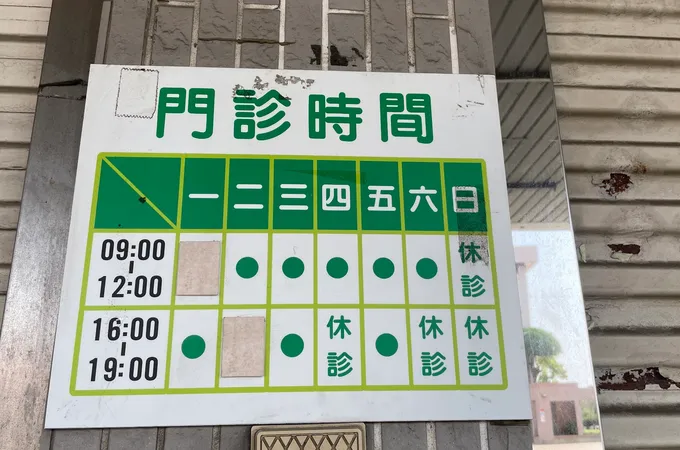 門診時間
一 二 三 四 五 六 日
09:00-12:00 ● ● ● ● ● 休診
16:00-19:00 ● ● 休診 ● 休診 休診